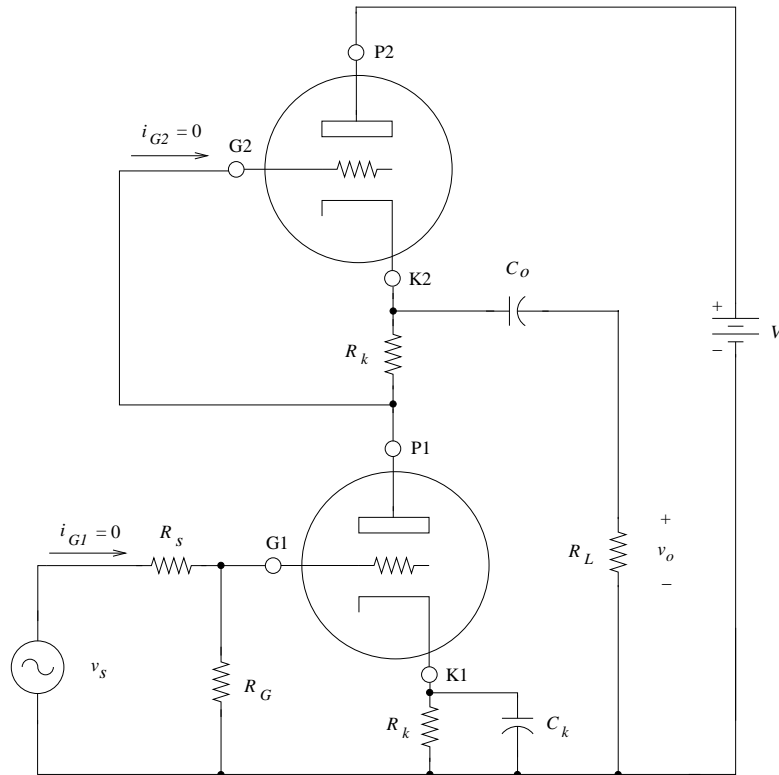 P2
i_G2 = 0
G2
K2
C_o
R_k
+
V
−
P1
i_G1 = 0
R_s
G1
R_L
+
v_o
−
v_s
R_G
K1
R_k
C_k